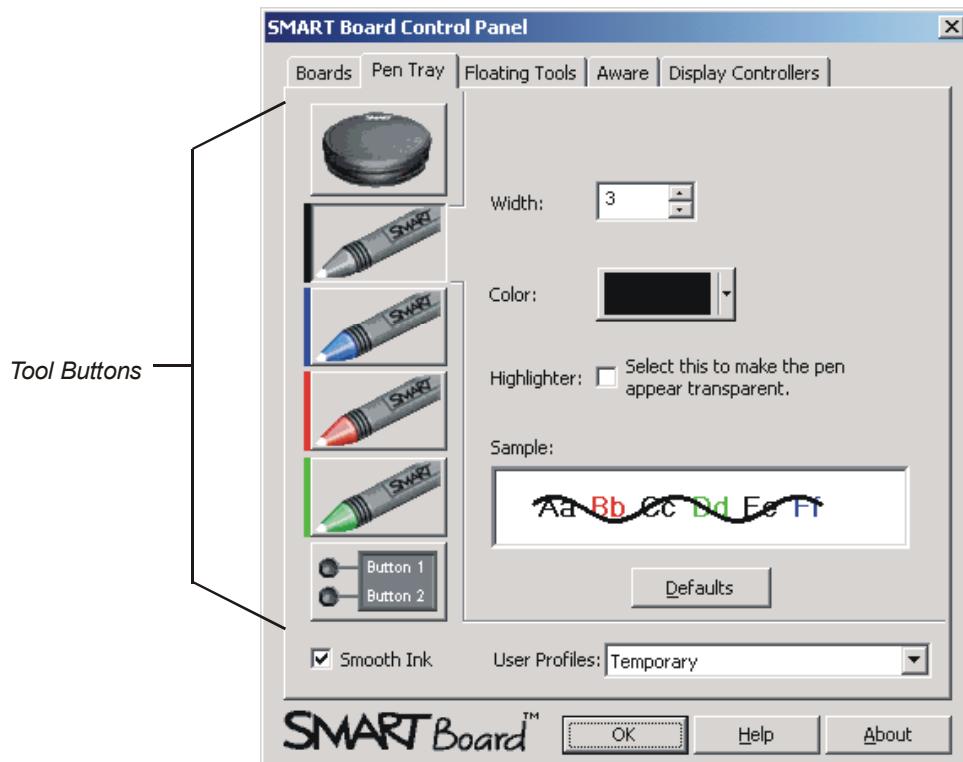 SMART Board Control Panel
Boards Pen Tray Floating Tools Aware Display Controllers
SMART
Width: 3
SMART
Color:
SMART
Tool Buttons
Highlighter: Select this to make the pen
appear transparent.
SMART
Sample:
SMART
Aa Bb Cc Dd Ee Ff
Button 1
Button 2
Defaults
Smooth Ink User Profiles: Temporary
SMART Board™ OK Help About